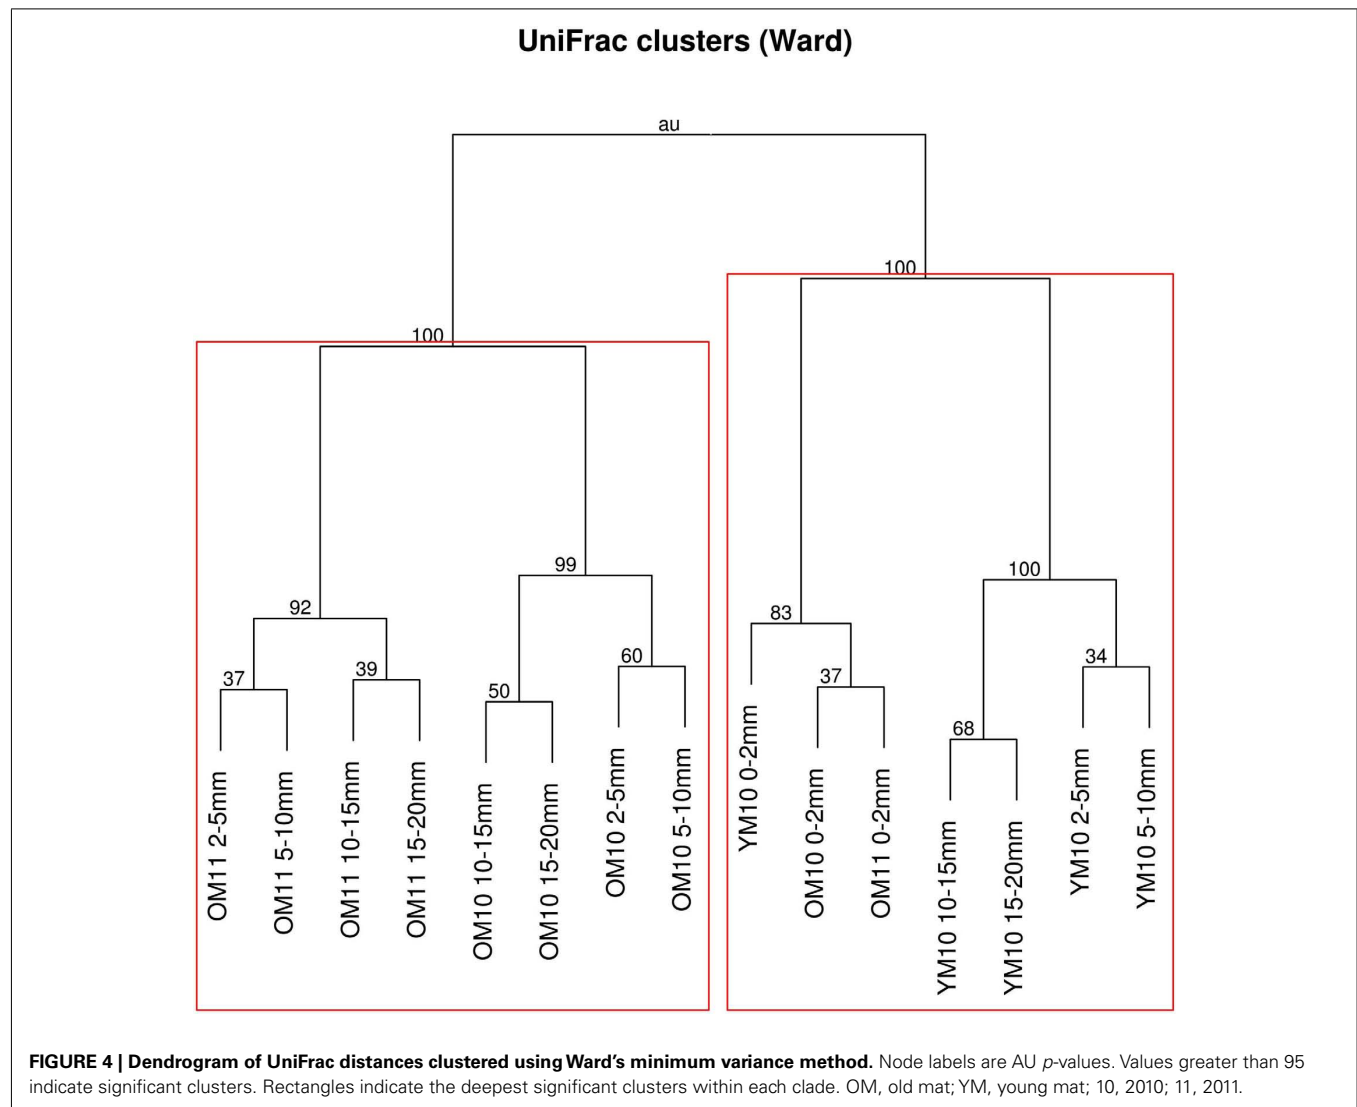 UniFrac clusters (Ward)
au
100
100
99
100
92
83
60
34
37
39
37
50
68
OM11 2-5mm
OM11 5-10mm
OM11 10-15mm
OM11 15-20mm
OM10 10-15mm
OM10 15-20mm
OM10 2-5mm
OM10 5-10mm
YM10 0-2mm
OM10 0-2mm
OM11 0-2mm
YM10 10-15mm
YM10 15-20mm
YM10 2-5mm
YM10 5-10mm
FIGURE 4 | Dendrogram of UniFrac distances clustered using Ward's minimum variance method. Node labels are AU p-values. Values greater than 95
indicate significant clusters. Rectangles indicate the deepest significant clusters within each clade. OM, old mat; YM, young mat; 10, 2010; 11, 2011.